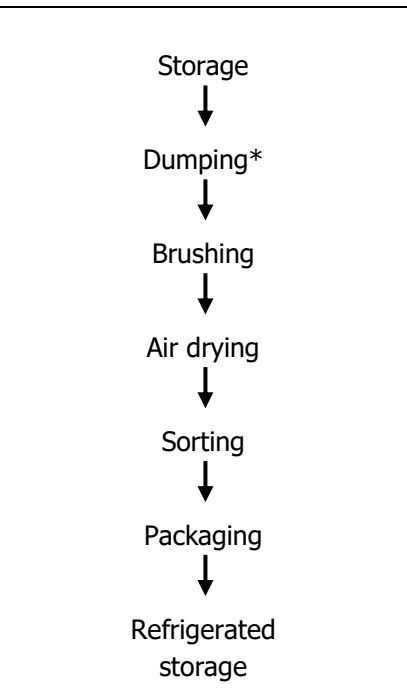 Storage
Dumping*
Brushing
Air drying
Sorting
Packaging
Refrigerated
storage